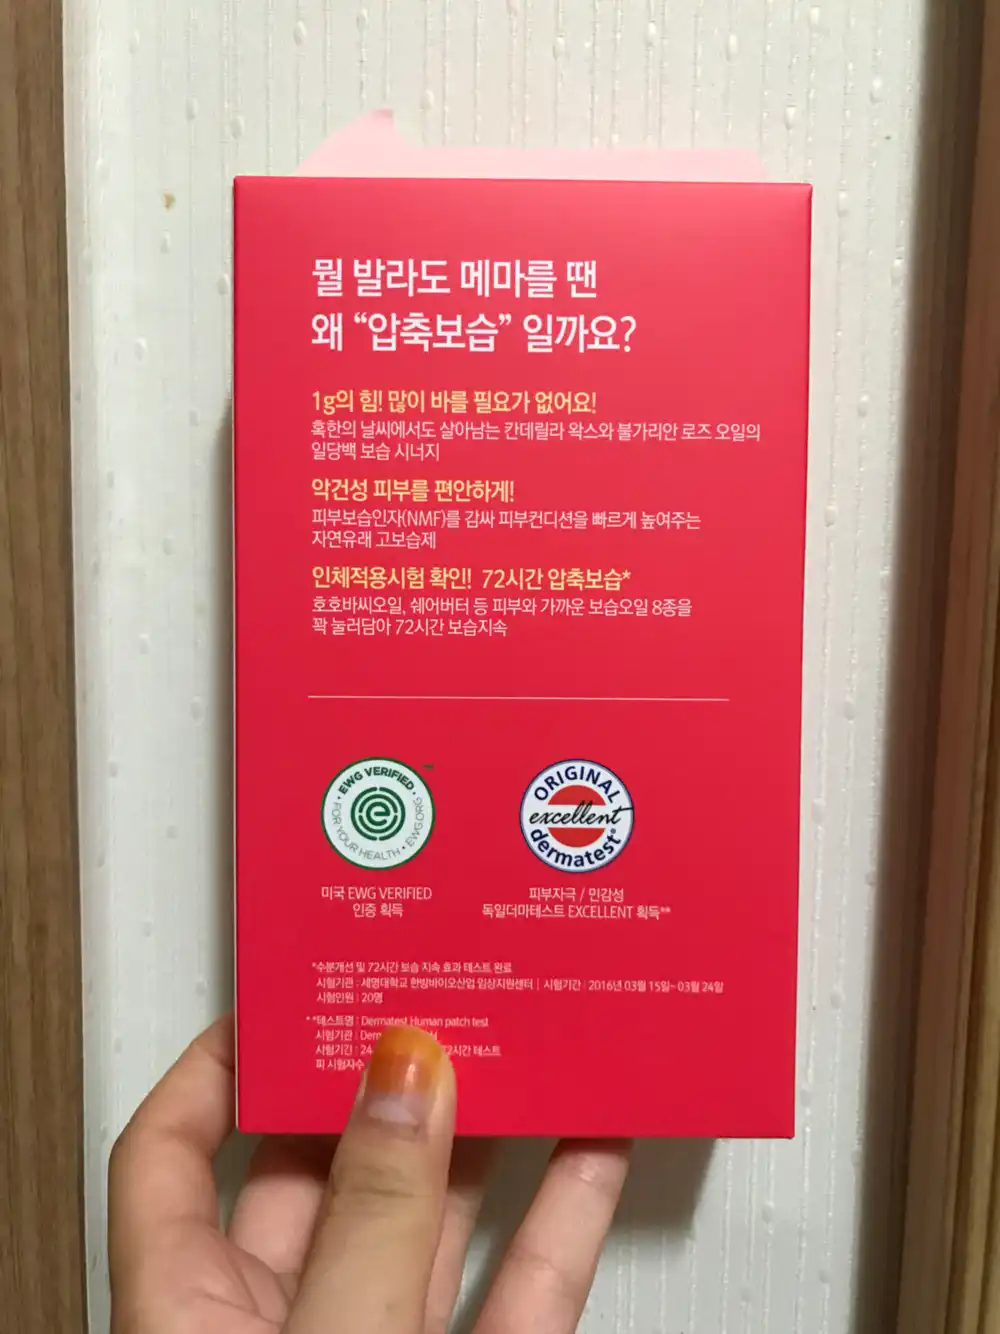 뭘 발라도 메마를 땐
왜 “압축보습” 일까요?
1g의 힘! 많이 바를 필요가 없어요!
혹한의 날씨에서도 살아남는 칸데릴라 왁스와 불가리안 로즈 오일의
일당백 보습 시너지
악건성 피부를 편안하게!
피부보습인자(NMF)를 감싸 피부컨디션을 빠르게 높여주는
자연유래 고보습제
인체적용시험 확인! 72시간 압축보습*
호호바씨오일, 쉐어버터 등 피부와 가까운 보습오일 8종을
꽉 눌러담아 72시간 보습지속
EWG VERIFIED
FOR YOUR HEALTH • EWG.ORG
ORIGINAL
excellent
dermatest®
미국 EWG VERIFIED
인증 획득
피부자극 / 민감성
독일더마테스트 EXCELLENT 획득**
*수분개선 및 72시간 보습 지속 효과 테스트 완료
시험기관 : 세명대학교 한방바이오산업 임상지원센터 | 시험기간 : 2016년 03월 15일~ 03월 24일
시험인원 : 20명
**테스트명 : Dermatest Human patch test
시험기관 :
시험기간 : 24 72시간 테스트
피 시험자수